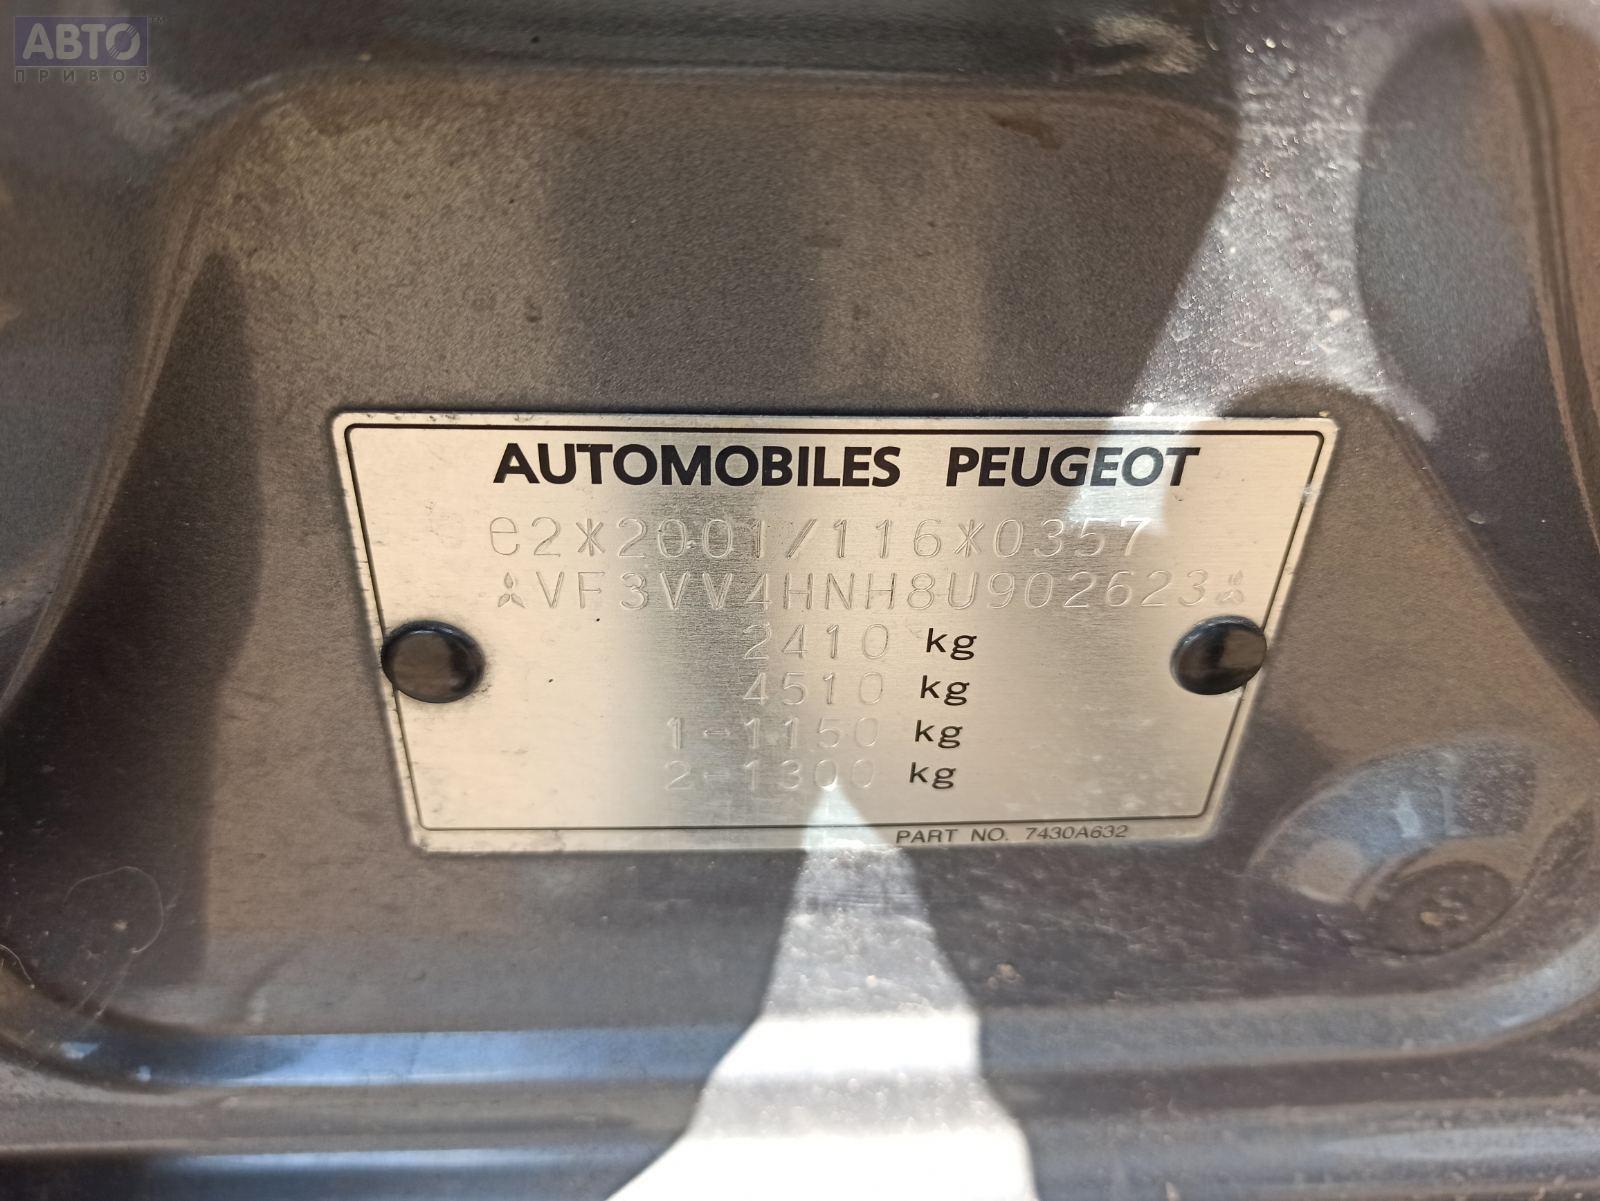 АВТО™
ПРИВОЗ
AUTOMOBILES PEUGEOT
e2*2001/116*0357
VF3VV4HNH8U902623
2410 kg
4510 kg
1-1150 kg
2-1300 kg
PART NO. 7430A632